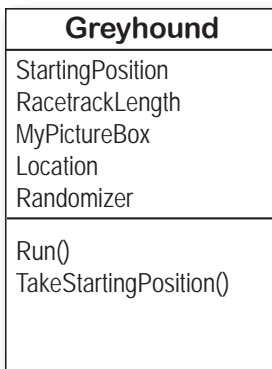 Greyhound
StartingPosition
RacetrackLength
MyPictureBox
Location
Randomizer
Run()
TakeStartingPosition()